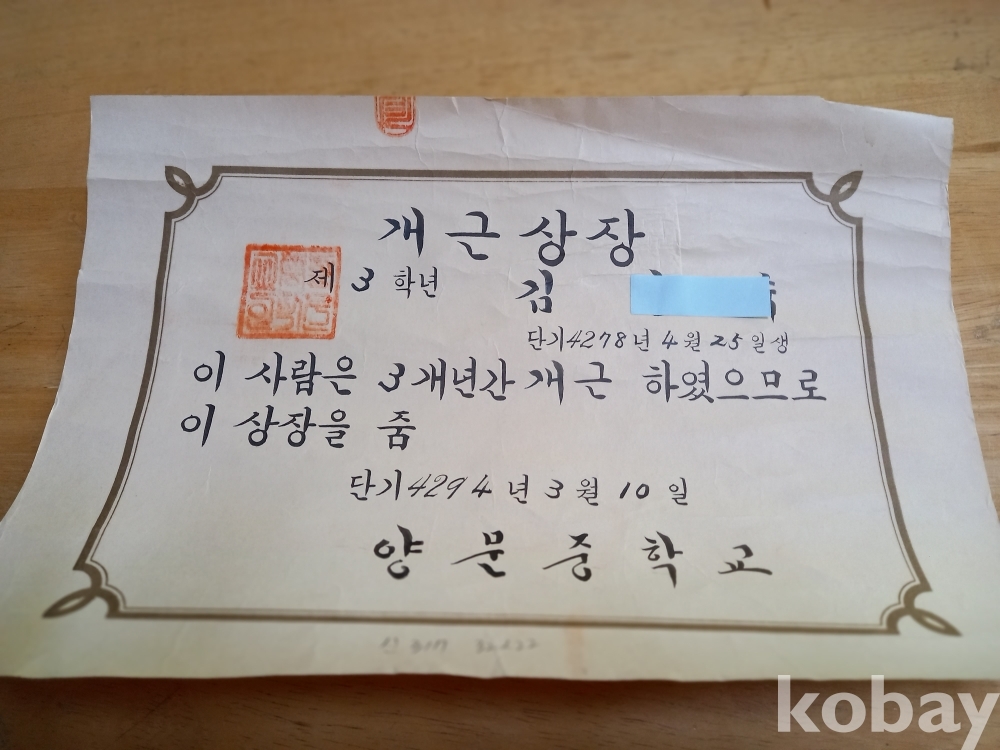 개근상장
제 3 학년 김
단기4278년 4월 25일생
이 사람은 3개년간 개근 하였으므로
이 상장을 줌
단기4294년 3월 10일
양문중학교
kobay